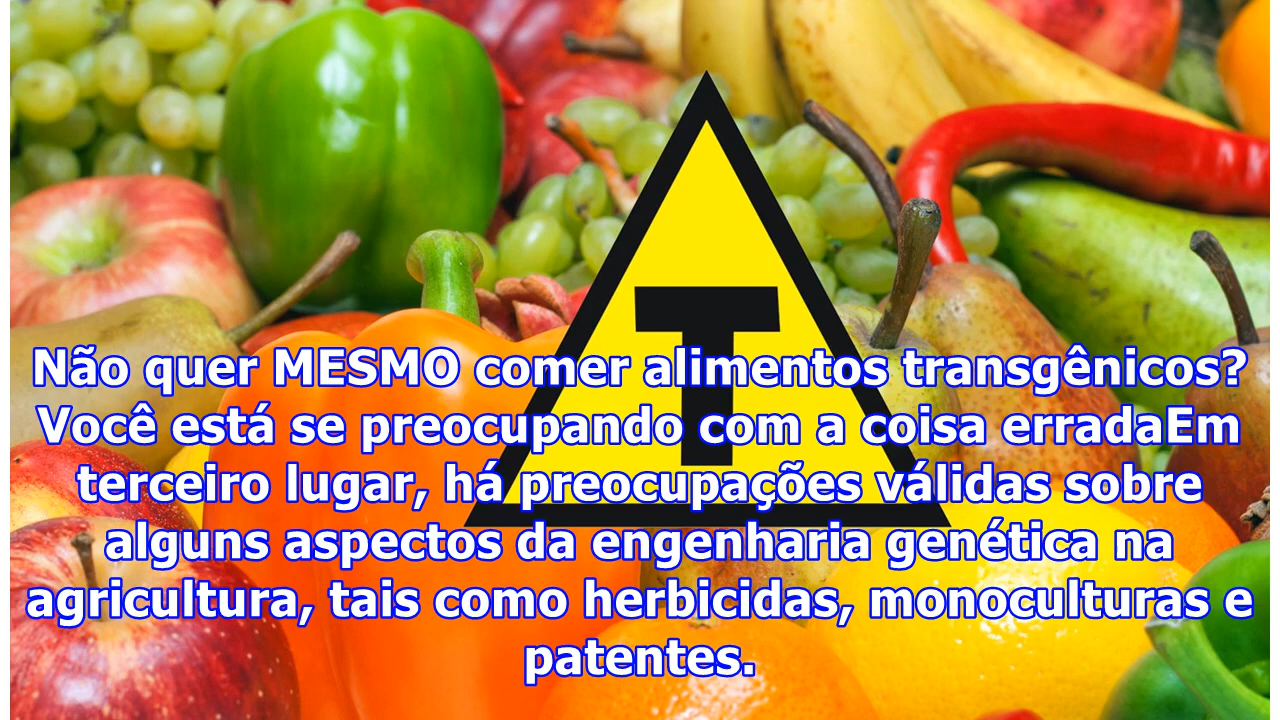 T
Não quer MESMO comer alimentos transgênicos?
Você está se preocupando com a coisa erradaEm
terceiro lugar, há preocupações válidas sobre
alguns aspectos da engenharia genética na
agricultura, tais como herbicidas, monoculturas e
patentes.